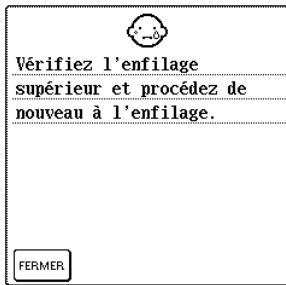 Vérifiez l'enfilage
supérieur et procédez de
nouveau à l'enfilage.
FERMER